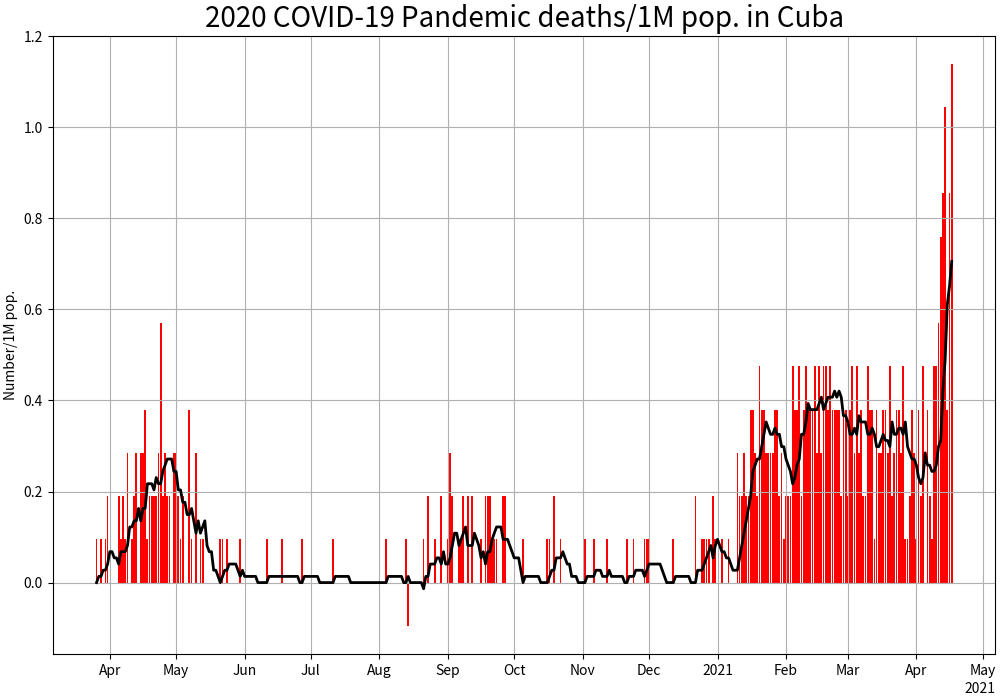 2020 COVID-19 Pandemic deaths/1M pop. in Cuba
Number/1M pop.
1.2
1.0
0.8
0.6
0.4
0.2
0.0
Apr May Jun Jul Aug Sep Oct Nov Dec 2021 Feb Mar Apr May
2021